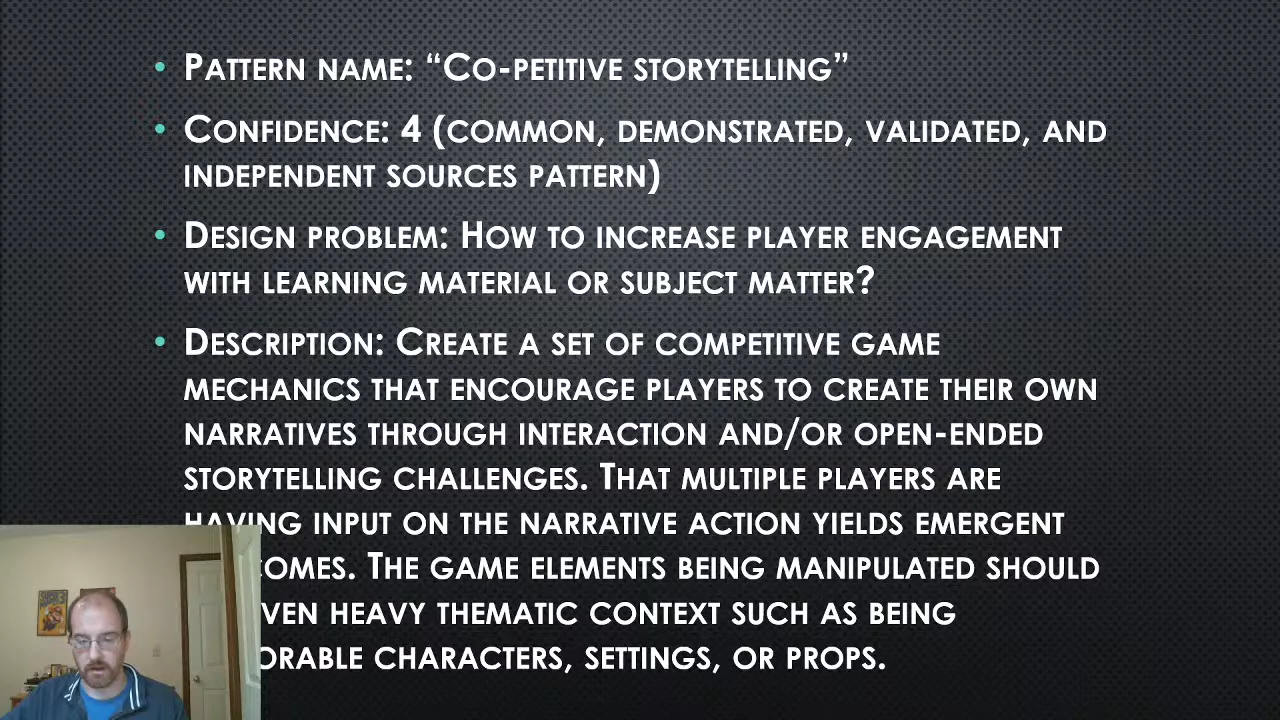 • Pattern name: “Co-petitive storytelling”
• Confidence: 4 (common, demonstrated, validated, and
independent sources pattern)
• Design problem: How to increase player engagement
with learning material or subject matter?
• Description: Create a set of competitive game
mechanics that encourage players to create their own
narratives through interaction and/or open-ended
storytelling challenges. That multiple players are
having input on the narrative action yields emergent
comes. The game elements being manipulated should
ven heavy thematic context such as being
orable characters, settings, or props.